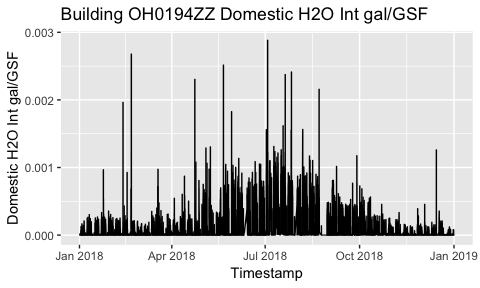 Building OH0194ZZ Domestic H2O Int gal/GSF
Domestic H2O Int gal/GSF
0.003
0.002
0.001
0.000
Jan 2018
Apr 2018
Jul 2018
Oct 2018
Jan 2019
Timestamp